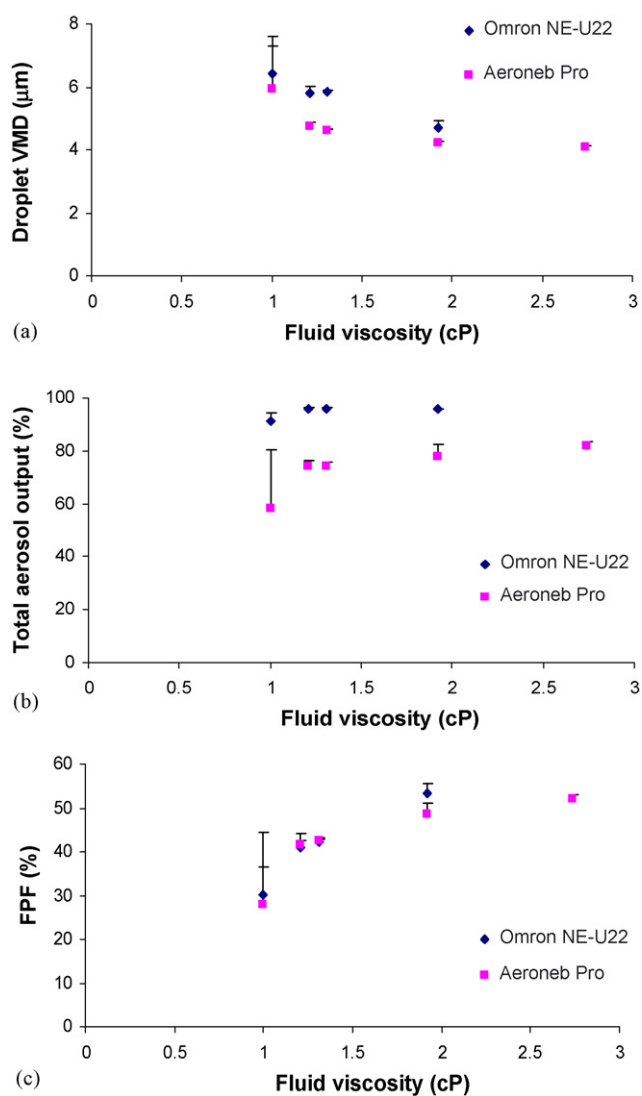 8
Omron NE-U22
6
Aeroneb Pro
4
2
0
Droplet VMD (μm)
0 0.5 1 1.5 2 2.5 3
(a)
Fluid viscosity (cP)
100
80
60
40
20
0
Total aerosol output (%)
Omron NE-U22
Aeroneb Pro
0 0.5 1 1.5 2 2.5 3
(b)
Fluid viscosity (cP)
60
50
40
30
20
10
0
FPF (%)
Omron NE-U22
Aeroneb Pro
0 0.5 1 1.5 2 2.5 3
(c)
Fluid viscosity (cP)